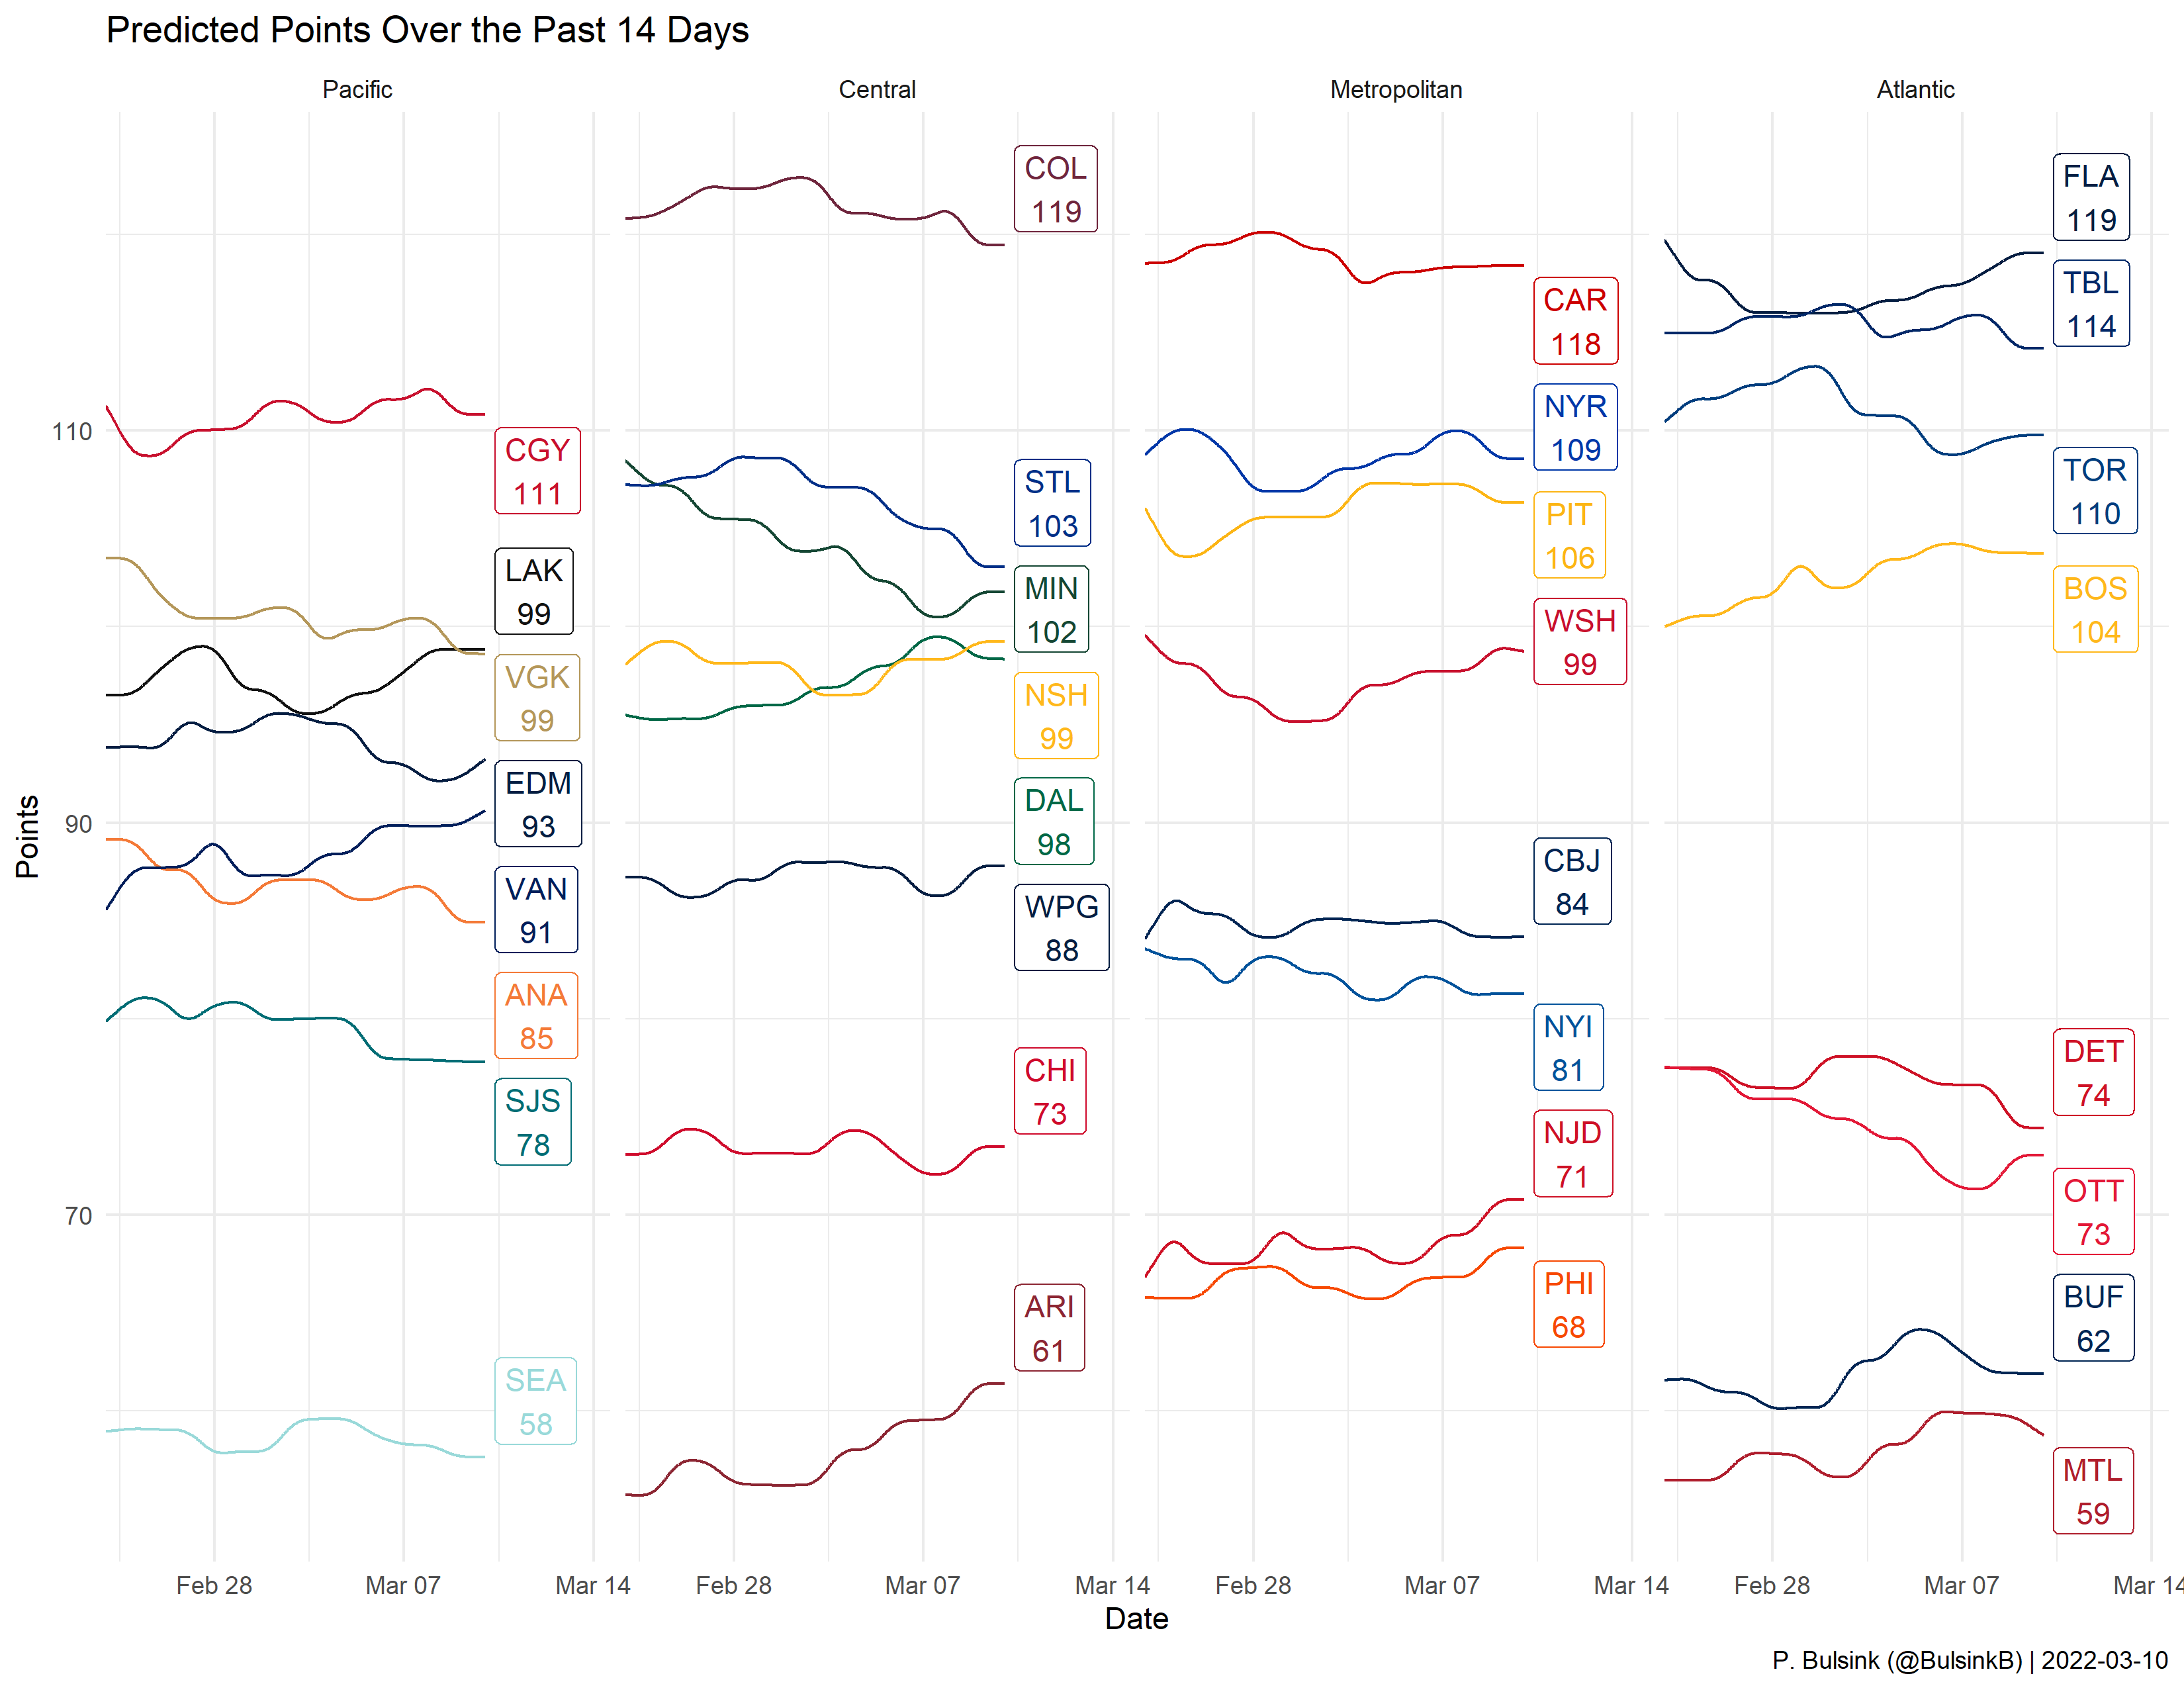 Predicted Points Over the Past 14 Days
Pacific
Central
Metropolitan
Atlantic
Points
110
90
70
CGY
111
LAK
99
VGK
99
EDM
93
VAN
91
ANA
85
SJS
78
SEA
58
COL
119
STL
103
MIN
102
NSH
99
DAL
98
WPG
88
CHI
73
ARI
61
CAR
118
NYR
109
PIT
106
WSH
99
CBJ
84
NYI
81
NJD
71
PHI
68
FLA
119
TBL
114
TOR
110
BOS
104
DET
74
OTT
73
BUF
62
MTL
59
Feb 28 Mar 07 Mar 14
Feb 28 Mar 07 Mar 14
Feb 28 Mar 07 Mar 14
Feb 28 Mar 07 Mar 14
Date
P. Bulsink (@BulsinkB) | 2022-03-10